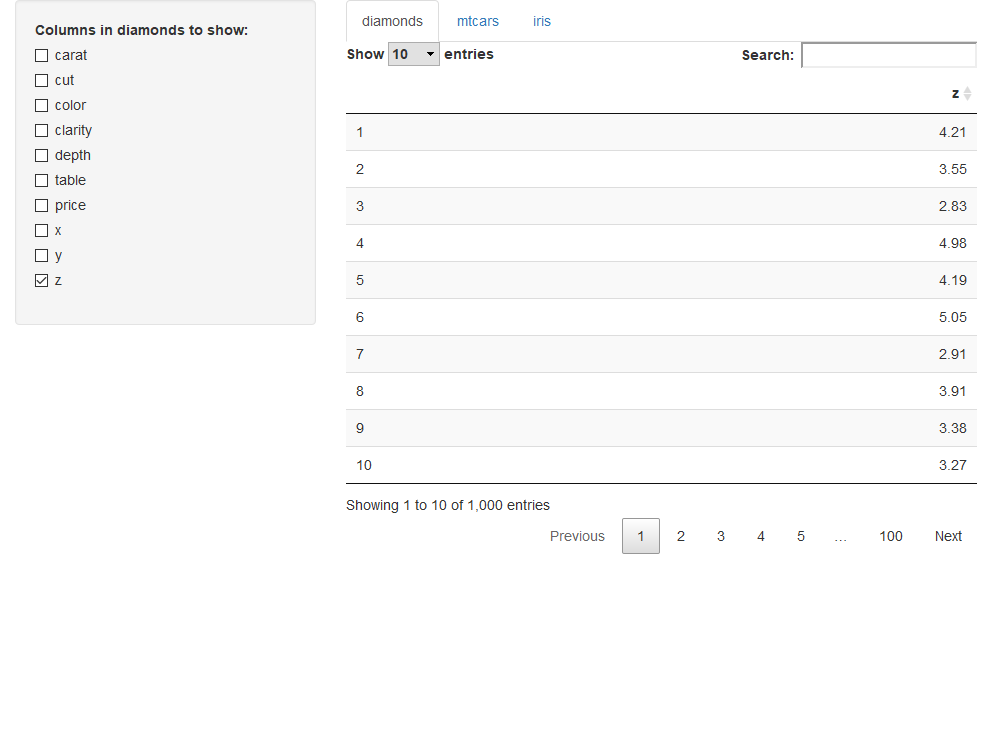 Columns in diamonds to show:
carat
cut
color
clarity
depth
table
price
x
y
z
diamonds mtcars iris
Show 10 entries Search:
z
1 4.21
2 3.55
3 2.83
4 4.98
5 4.19
6 5.05
7 2.91
8 3.91
9 3.38
10 3.27
Showing 1 to 10 of 1,000 entries
Previous 1 2 3 4 5 … 100 Next